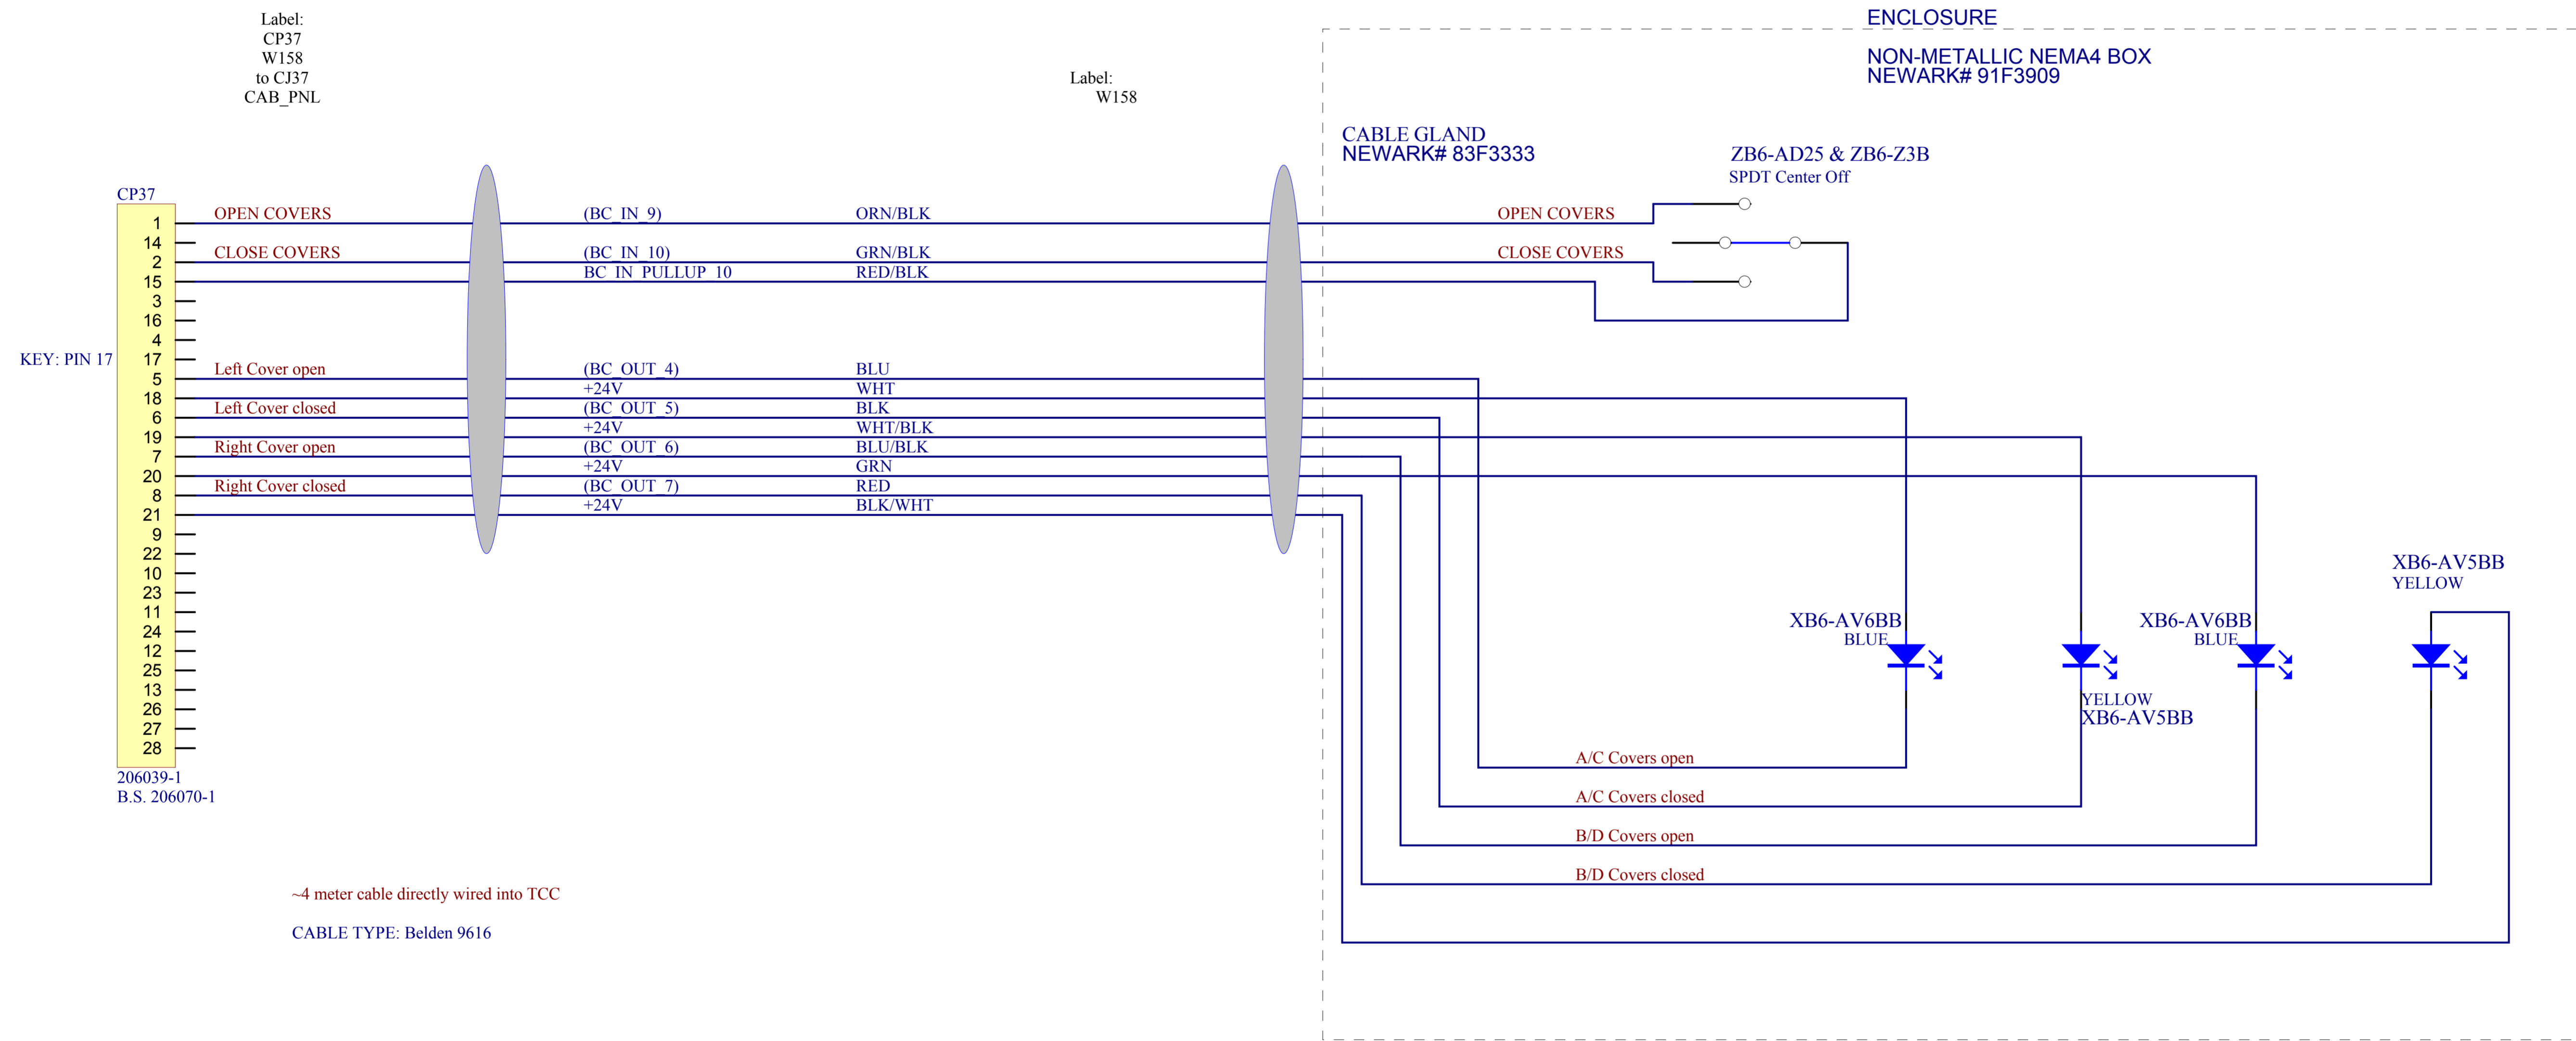 Label:
CP37
W158
to CJ37
CAB_PNL
Label:
W158
ENCLOSURE
NON-METALLIC NEMA4 BOX
NEWARK# 91F3909
CABLE GLAND
NEWARK# 83F3333
ZB6-AD25 & ZB6-Z3B
SPDT Center Off
CP37
1
14
2
15
3
16
4
17
5
18
6
19
7
20
8
21
9
22
10
23
11
24
12
25
13
26
27
28
KEY: PIN 17
206039-1
B.S. 206070-1
OPEN COVERS (BC_IN_9) ORN/BLK OPEN COVERS
CLOSE COVERS (BC_IN_10) GRN/BLK CLOSE COVERS
BC_IN_PULLUP_10 RED/BLK
Left Cover open (BC_OUT_4) BLU
+24V WHT
Left Cover closed (BC_OUT_5) BLK
+24V WHT/BLK
Right Cover open (BC_OUT_6) BLU/BLK
+24V GRN
Right Cover closed (BC_OUT_7) RED
+24V BLK/WHT
XB6-AV6BB
BLUE
YELLOW
XB6-AV5BB
XB6-AV6BB
BLUE
XB6-AV5BB
YELLOW
A/C Covers open
A/C Covers closed
B/D Covers open
B/D Covers closed
~4 meter cable directly wired into TCC
CABLE TYPE: Belden 9616